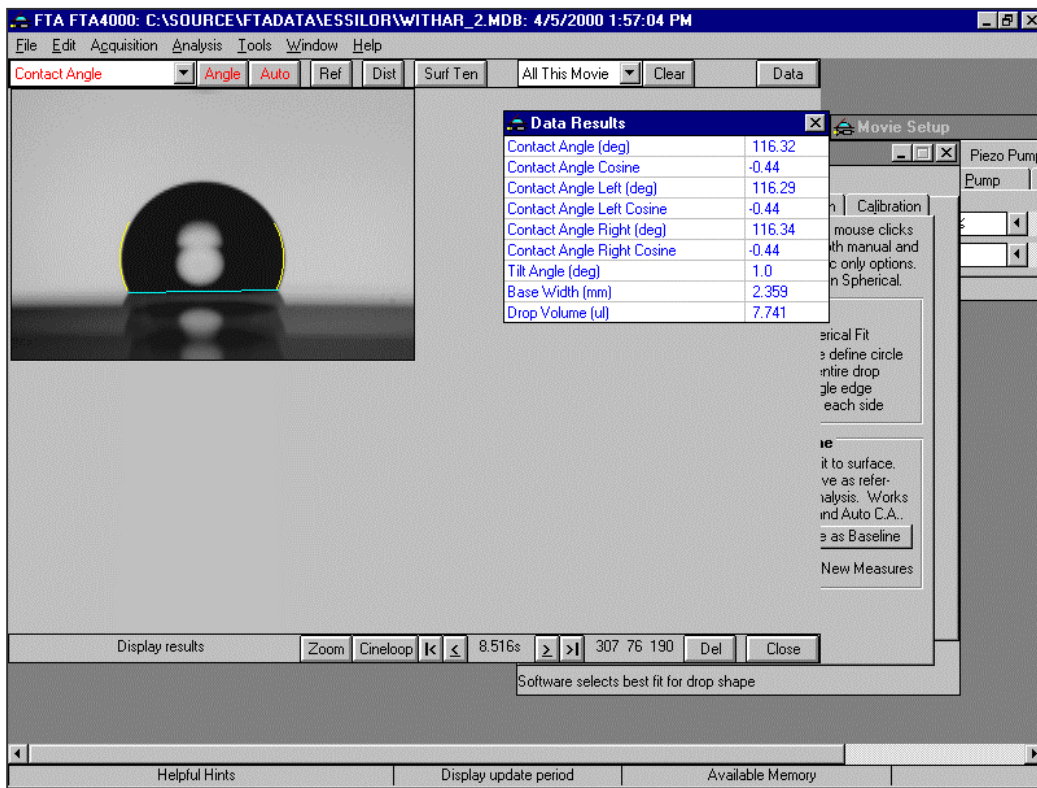 FTA FTA4000: C:\SOURCE\FTADATA\ESSILOR\WITHAR_2.MDB: 4/5/2000 1:57:04 PM
File Edit Acquisition Analysis Tools Window Help
Contact Angle Angle Auto Ref Dist Surf Ten All This Movie Clear Data
Data Results
Contact Angle (deg) 116.32
Contact Angle Cosine -0.44
Contact Angle Left (deg) 116.29
Contact Angle Left Cosine -0.44
Contact Angle Right (deg) 116.34
Contact Angle Right Cosine -0.44
Tilt Angle (deg) 1.0
Base Width (mm) 2.359
Drop Volume (ul) 7.741
Movie Setup
Piezo Pump
Pump
Calibration
mouse clicks
manual and
only options.
Spherical.
Fit
define circle
drop
edge
each side
it to surface.
as refer-
Works
and Auto C.A..
as Baseline
New Measures
Display results Zoom Cineloop |< < 8.516s > >| 307 76 190 Del Close
Software selects best fit for drop shape
Helpful Hints Display update period Available Memory